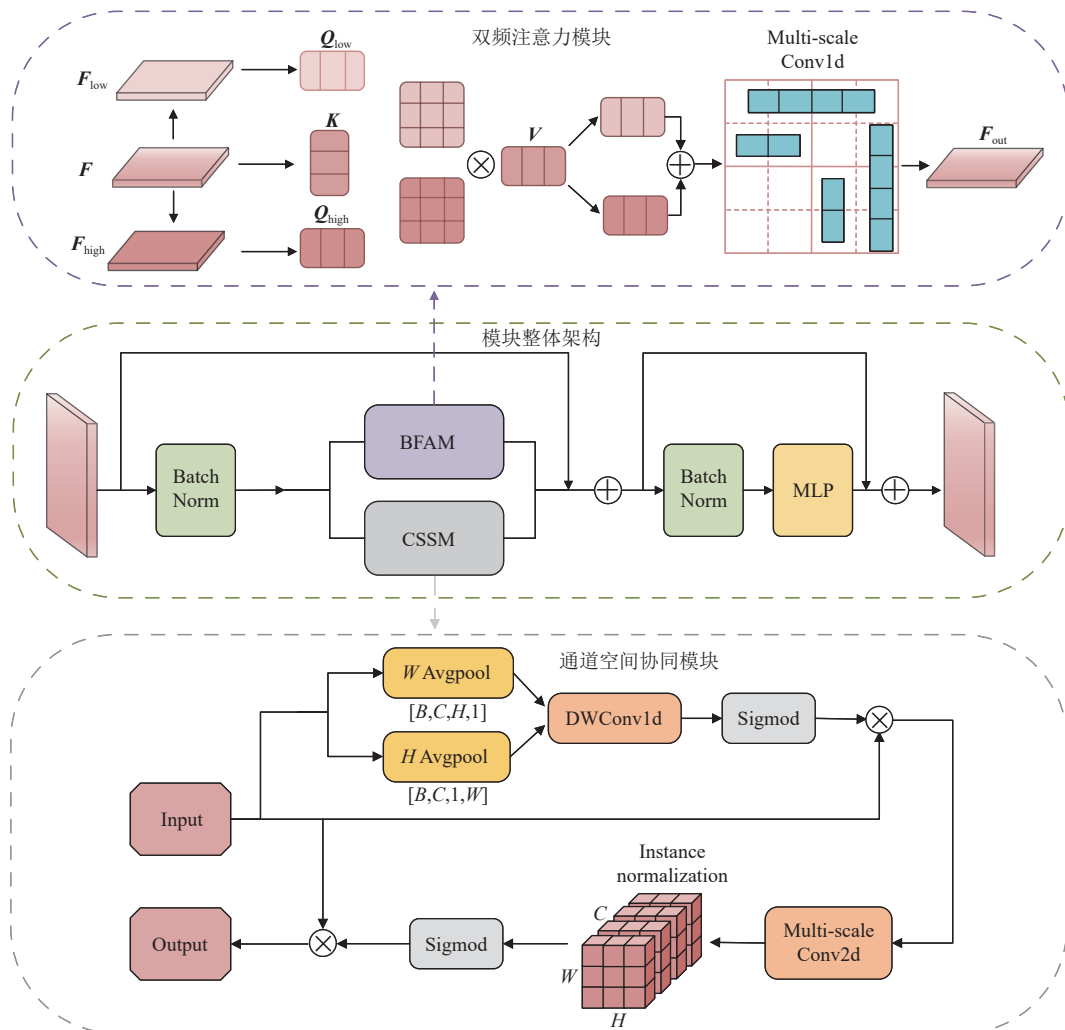 双频注意力模块
Q_low
F_low
K
F
Q_high
F_high
V
Multi-scale
Conv1d
F_out
模块整体架构
Batch
Norm
BFAM
CSSM
Batch
Norm
MLP
通道空间协同模块
W Avgpool
[B,C,H,1]
H Avgpool
[B,C,1,W]
DWConv1d
Sigmod
Input
Instance
normalization
C
W
H
Multi-scale
Conv2d
Sigmod
Output